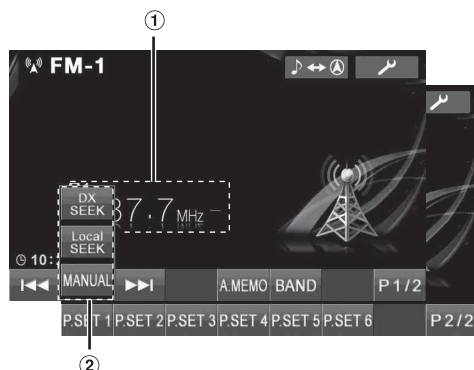 ①
FM-1
DX
SEEK
87.7 MHz
Local
SEEK
10:
MANUAL
A.MEMO BAND P1/2
P.SET 1 P.SET 2 P.SET 3 P.SET 4 P.SET 5 P.SET 6 P2/2
②